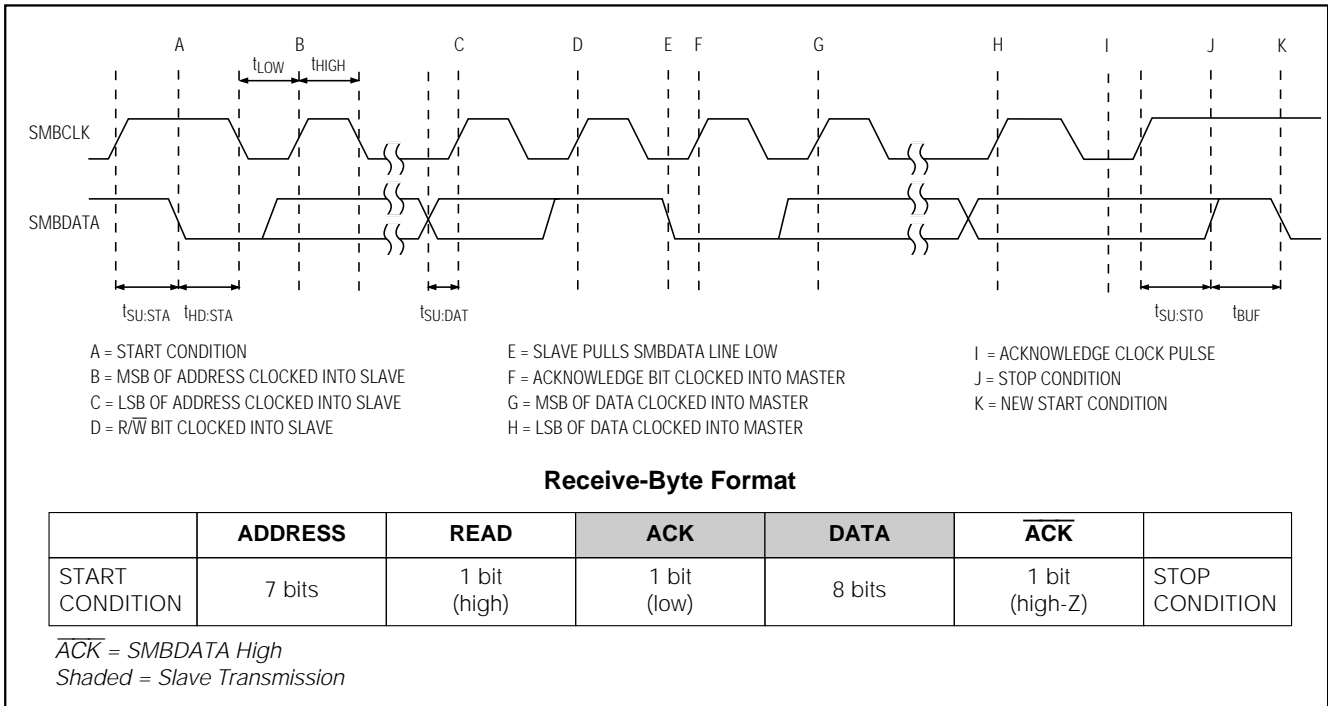 A B C D E F G H I J K
tLOW tHIGH
SMBCLK
SMBDATA
tSU:STA tHD:STA tSU:DAT tSU:STO tBUF
A = START CONDITION
B = MSB OF ADDRESS CLOCKED INTO SLAVE
C = LSB OF ADDRESS CLOCKED INTO SLAVE
D = R/W̅ BIT CLOCKED INTO SLAVE
E = SLAVE PULLS SMBDATA LINE LOW
F = ACKNOWLEDGE BIT CLOCKED INTO MASTER
G = MSB OF DATA CLOCKED INTO MASTER
H = LSB OF DATA CLOCKED INTO MASTER
I = ACKNOWLEDGE CLOCK PULSE
J = STOP CONDITION
K = NEW START CONDITION
Receive-Byte Format
ADDRESS READ ACK DATA A̅C̅K̅
START CONDITION 7 bits 1 bit (high) 1 bit (low) 8 bits 1 bit (high-Z) STOP CONDITION
A̅C̅K̅ = SMBDATA High
Shaded = Slave Transmission